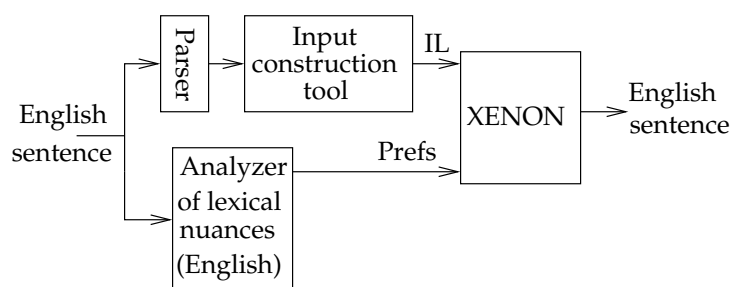 Parser
Input
construction
tool
IL
English
sentence
XENON
English
sentence
Prefs
Analyzer
of lexical
nuances
(English)